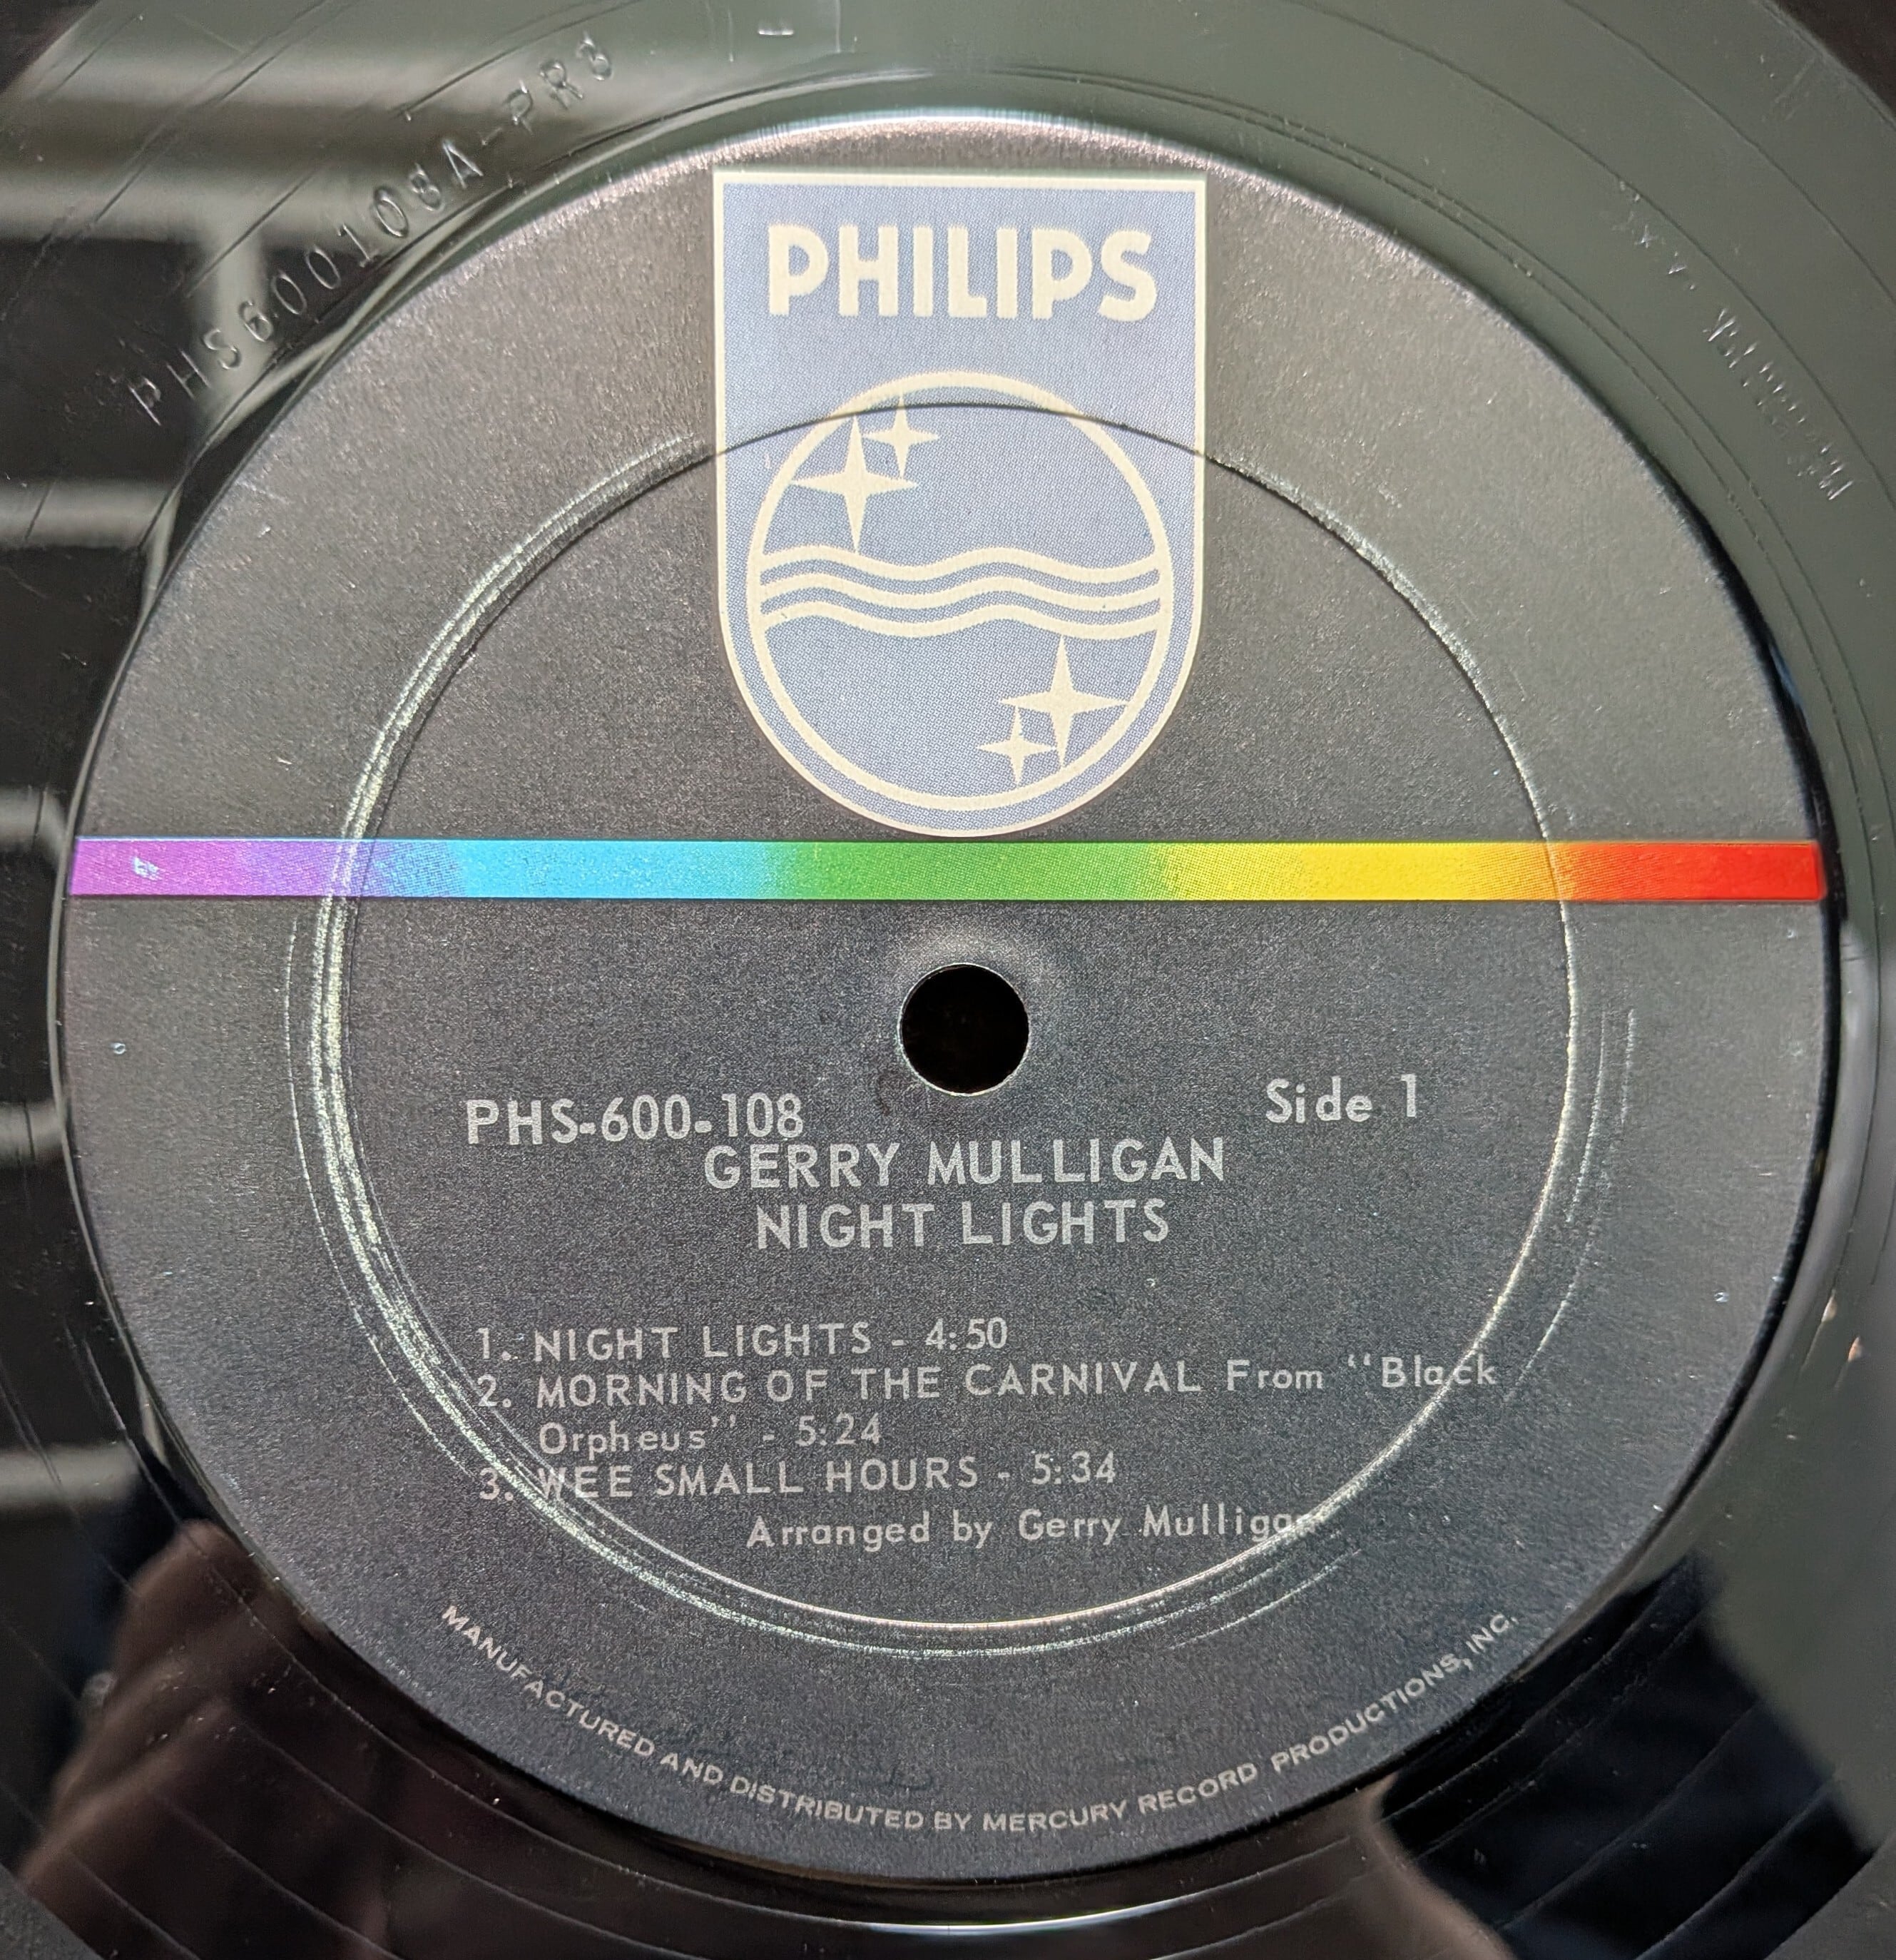 PHS600108A-PR3
PHILIPS
PHS-600-108
Side 1
GERRY MULLIGAN
NIGHT LIGHTS
1. NIGHT LIGHTS - 4:50
2. MORNING OF THE CARNIVAL From "Black
Orpheus" - 5:24
3. WEE SMALL HOURS - 5:34
Arranged by Gerry Mulligan
MANUFACTURED AND DISTRIBUTED BY MERCURY RECORD PRODUCTIONS, INC.